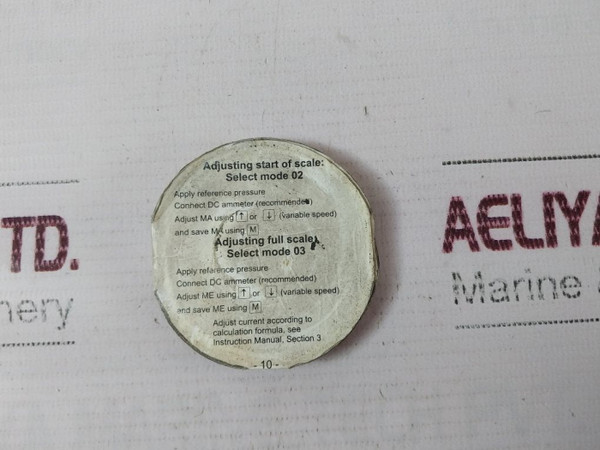 Adjusting start of scale:
Select mode 02
Apply reference pressure
Connect DC ammeter (recommended)
Adjust MA using ↑ or ↓ (variable speed)
and save MA using M
Adjusting full scale:
Select mode 03
Apply reference pressure
Connect DC ammeter (recommended)
Adjust ME using ↑ or ↓ (variable speed)
and save ME using M
Adjust current according to
calculation formula, see
Instruction Manual, Section 3
- 10 -
TD.
nery
AELIYA
Marine